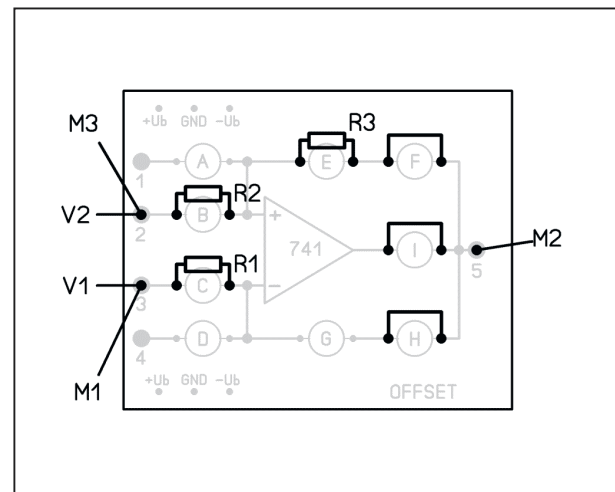 M3
+Ub GND -Ub
R3
A
E
F
1
R2
V2
B
+
2
741
I
M2
5
V1
R1
C
-
3
D
G
H
4
M1
+Ub GND -Ub
OFFSET